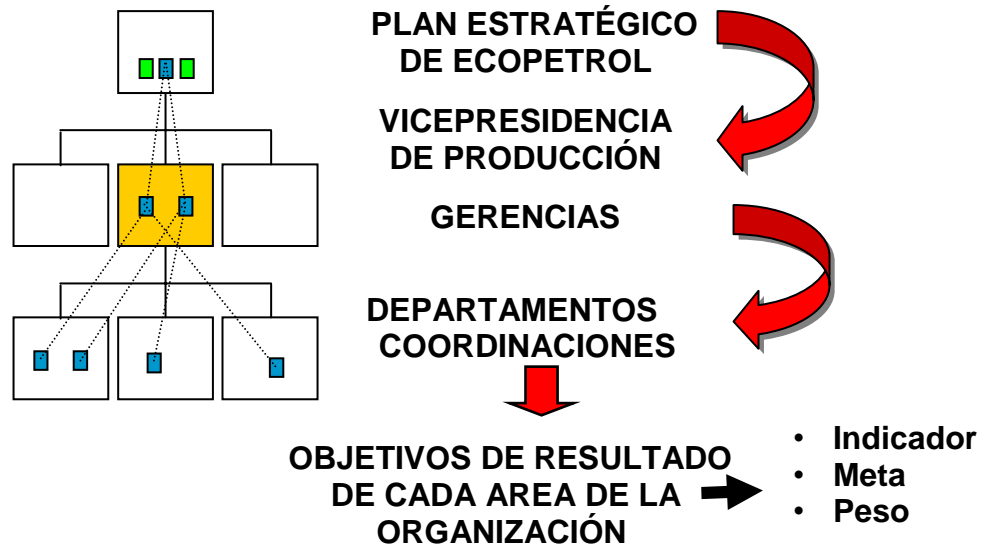 PLAN ESTRATÉGICO
DE ECOPETROL
VICEPRESIDENCIA
DE PRODUCCIÓN
GERENCIAS
DEPARTAMENTOS
COORDINACIONES
OBJETIVOS DE RESULTADO
DE CADA AREA DE LA
ORGANIZACIÓN
• Indicador
• Meta
• Peso